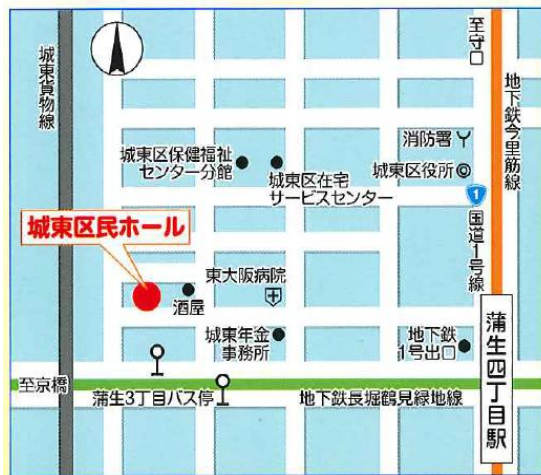 至守口
城東貨物線
地下鉄今里筋線
消防署
城東区保健福祉
センター分館
城東区役所
城東区在宅
サービスセンター
1
国道1号線
城東区民ホール
東大阪病院
酒屋
蒲生四丁目駅
城東年金
事務所
地下鉄
1号出口
至京橋
蒲生3丁目バス停
地下鉄長堀鶴見緑地線